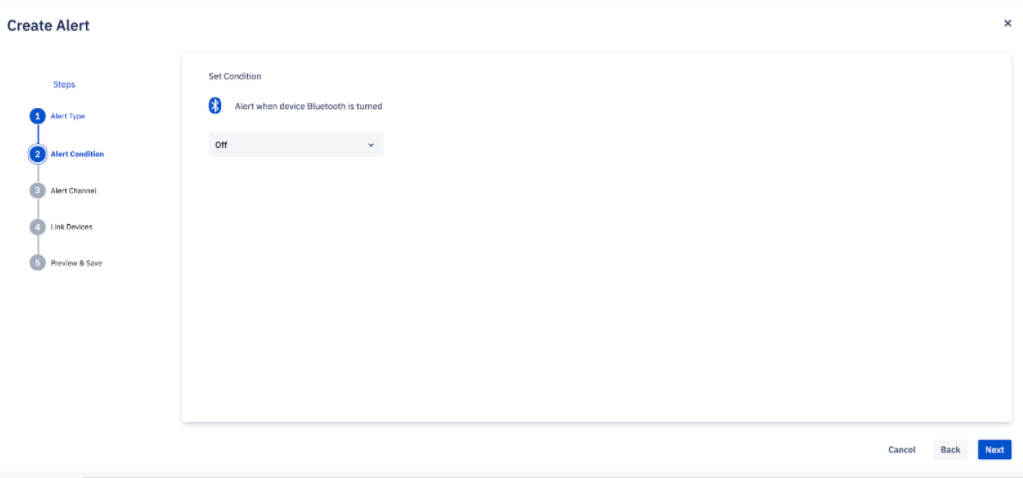 Create Alert
×
Steps
1 Alert Type
2 Alert Condition
3 Alert Channel
4 Link Devices
5 Preview & Save
Set Condition
Alert when device Bluetooth is turned
Off
Cancel Back Next